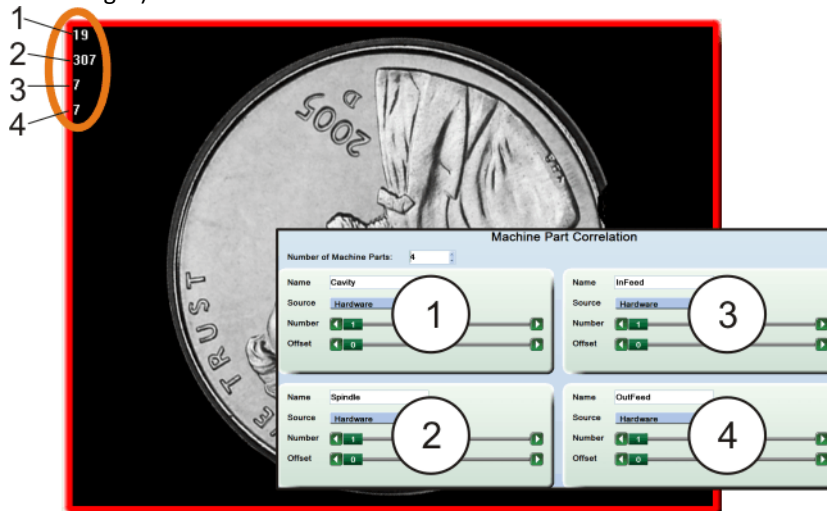 1 19
2 307
3 7
4 7
2005
D
TRUST
Machine Part Correlation
Number of Machine Parts: 4
Name Cavity
Source Hardware
Number 1
Offset 0
1
Name InFeed
Source Hardware
Number 1
Offset 0
3
Name Spindle
Source Hardware
Number 1
Offset 0
2
Name OutFeed
Source Hardware
Number 1
Offset 0
4